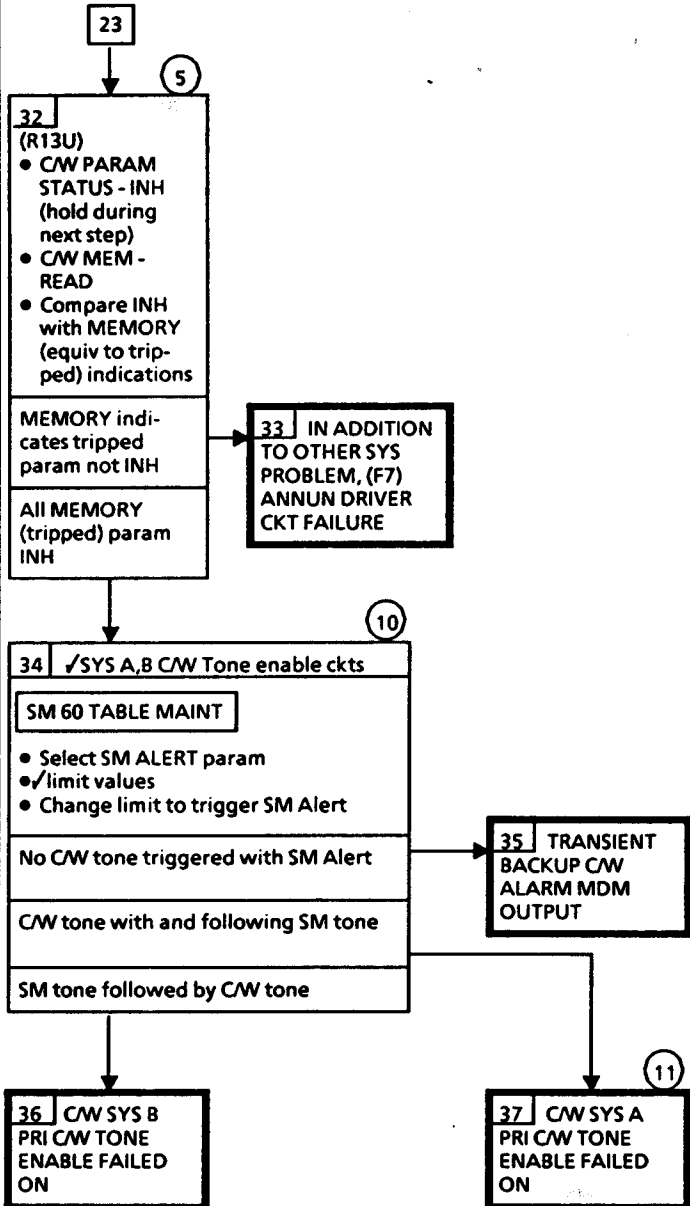 23
5
32
(R13U)
• C/W PARAM
STATUS - INH
(hold during
next step)
• C/W MEM -
READ
• Compare INH
with MEMORY
(equiv to trip-
ped) indications
MEMORY indi-
cates tripped
param not INH
All MEMORY
(tripped) param
INH
33 IN ADDITION
TO OTHER SYS
PROBLEM, (F7)
ANNUN DRIVER
CKT FAILURE
10
34 ✓SYS A,B C/W Tone enable ckts
SM 60 TABLE MAINT
• Select SM ALERT param
•✓limit values
• Change limit to trigger SM Alert
No C/W tone triggered with SM Alert
C/W tone with and following SM tone
SM tone followed by C/W tone
35 TRANSIENT
BACKUP C/W
ALARM MDM
OUTPUT
36 C/W SYS B
PRI C/W TONE
ENABLE FAILED
ON
11
37 C/W SYS A
PRI C/W TONE
ENABLE FAILED
ON